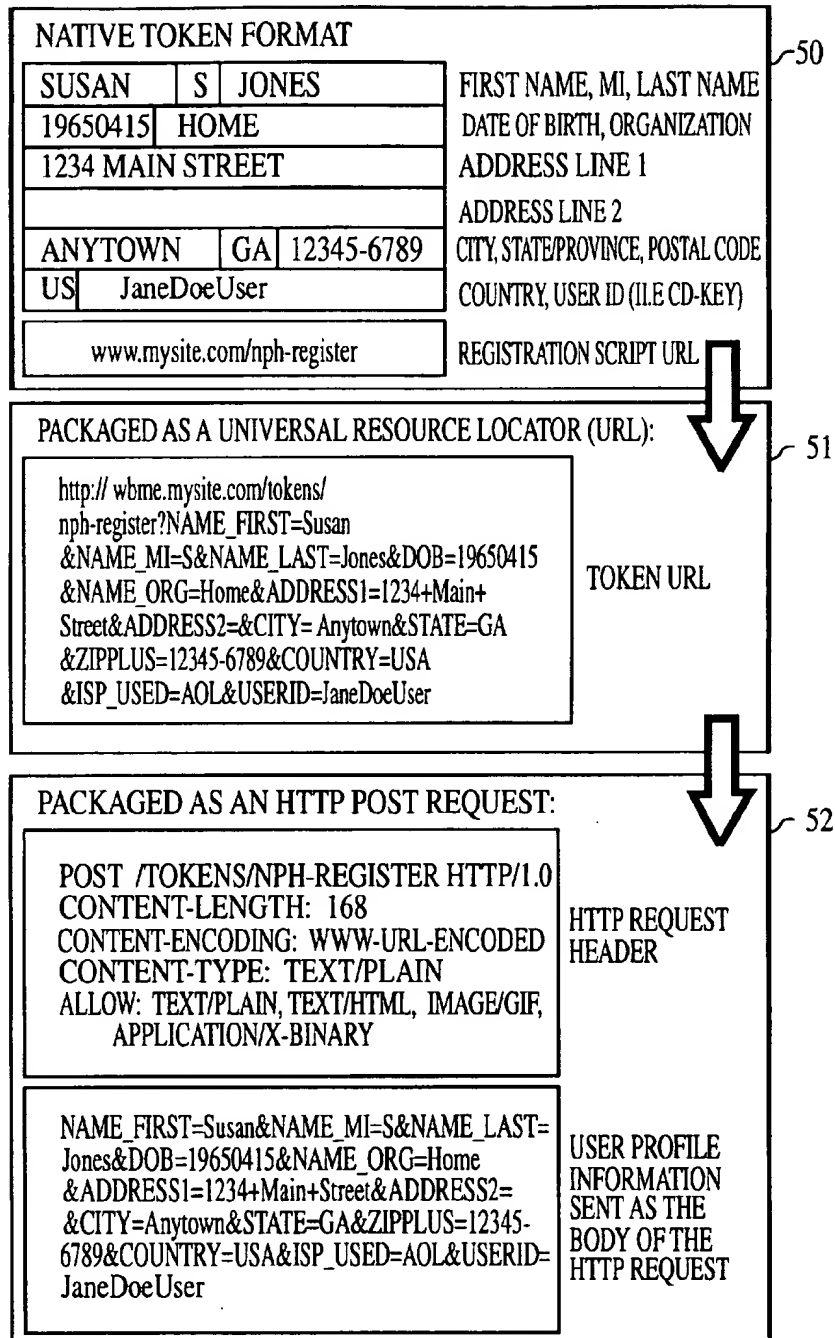 NATIVE TOKEN FORMAT
50
SUSAN S JONES FIRST NAME, MI, LAST NAME
19650415 HOME DATE OF BIRTH, ORGANIZATION
1234 MAIN STREET ADDRESS LINE 1
ADDRESS LINE 2
ANYTOWN GA 12345-6789 CITY, STATE/PROVINCE, POSTAL CODE
US JaneDoeUser COUNTRY, USER ID (II.E CD-KEY)
www.mysite.com/nph-register REGISTRATION SCRIPT URL
PACKAGED AS A UNIVERSAL RESOURCE LOCATOR (URL):
51
http:// wbme.mysite.com/tokens/
nph-register?NAME_FIRST=Susan
&NAME_MI=S&NAME_LAST=Jones&DOB=19650415
&NAME_ORG=Home&ADDRESS1=1234+Main+
Street&ADDRESS2=&CITY= Anytown&STATE=GA
&ZIPPLUS=12345-6789&COUNTRY=USA
&ISP_USED=AOL&USERID=JaneDoeUser
TOKEN URL
PACKAGED AS AN HTTP POST REQUEST:
52
POST /TOKENS/NPH-REGISTER HTTP/1.0
CONTENT-LENGTH: 168
CONTENT-ENCODING: WWW-URL-ENCODED
CONTENT-TYPE: TEXT/PLAIN
ALLOW: TEXT/PLAIN, TEXT/HTML, IMAGE/GIF,
APPLICATION/X-BINARY
HTTP REQUEST
HEADER
NAME_FIRST=Susan&NAME_MI=S&NAME_LAST=
Jones&DOB=19650415&NAME_ORG=Home
&ADDRESS1=1234+Main+Street&ADDRESS2=
&CITY=Anytown&STATE=GA&ZIPPLUS=12345-
6789&COUNTRY=USA&ISP_USED=AOL&USERID=
JaneDoeUser
USER PROFILE
INFORMATION
SENT AS THE
BODY OF THE
HTTP REQUEST